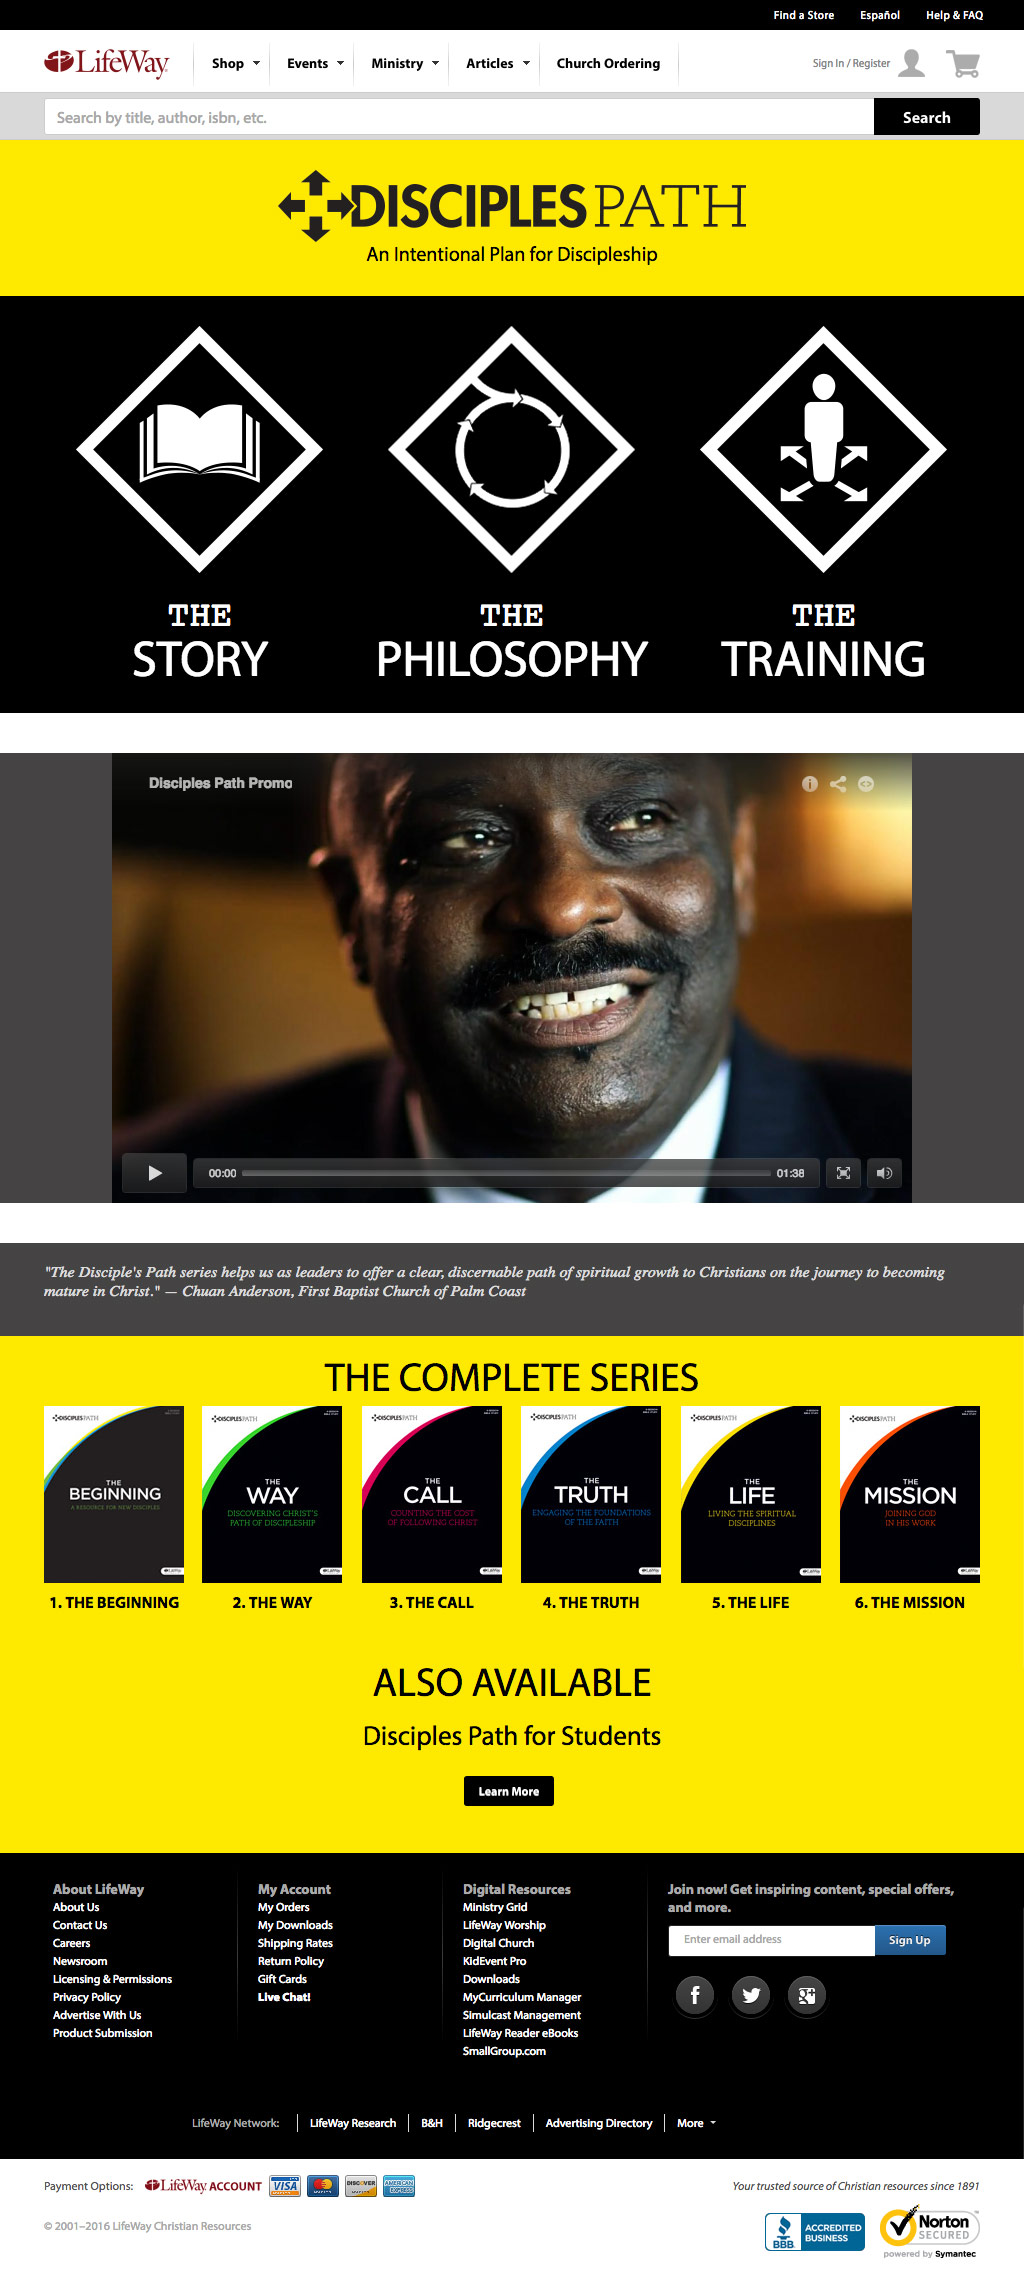 Find a Store Español Help & FAQ
LifeWay Shop Events Ministry Articles Church Ordering Sign In / Register
Search by title, author, isbn, etc. Search
DISCIPLES PATH
An Intentional Plan for Discipleship
THE STORY
THE PHILOSOPHY
THE TRAINING
Disciples Path Promo
00:00 01:38
"The Disciple's Path series helps us as leaders to offer a clear, discernable path of spiritual growth to Christians on the journey to becoming
mature in Christ." — Chuan Anderson, First Baptist Church of Palm Coast
THE COMPLETE SERIES
DISCIPLES PATH
THE
BEGINNING
A RESOURCE FOR NEW DISCIPLES
LifeWay
DISCIPLES PATH
THE
WAY
DISCOVERING CHRIST'S
PATH OF DISCIPLESHIP
LifeWay
DISCIPLES PATH
THE
CALL
COUNTING THE COST
OF FOLLOWING CHRIST
LifeWay
DISCIPLES PATH
THE
TRUTH
ENGAGING THE FOUNDATIONS
OF THE FAITH
LifeWay
DISCIPLES PATH
THE
LIFE
LIVING THE SPIRITUAL
DISCIPLINES
LifeWay
DISCIPLES PATH
THE
MISSION
JOINING GOD
IN HIS WORK
LifeWay
1. THE BEGINNING 2. THE WAY 3. THE CALL 4. THE TRUTH 5. THE LIFE 6. THE MISSION
ALSO AVAILABLE
Disciples Path for Students
Learn More
About LifeWay
About Us
Contact Us
Careers
Newsroom
Licensing & Permissions
Privacy Policy
Advertise With Us
Product Submission
My Account
My Orders
My Downloads
Shipping Rates
Return Policy
Gift Cards
Live Chat!
Digital Resources
Ministry Grid
LifeWay Worship
Digital Church
KidEvent Pro
Downloads
MyCurriculum Manager
Simulcast Management
LifeWay Reader eBooks
SmallGroup.com
Join now! Get inspiring content, special offers,
and more.
Enter email address Sign Up
LifeWay Network: LifeWay Research B&H Ridgecrest Advertising Directory More
Payment Options: LifeWay ACCOUNT VISA MasterCard DISCOVER AMERICAN EXPRESS
Your trusted source of Christian resources since 1891
© 2001–2016 LifeWay Christian Resources
BBB ACCREDITED
BUSINESS
Norton
SECURED
powered by Symantec